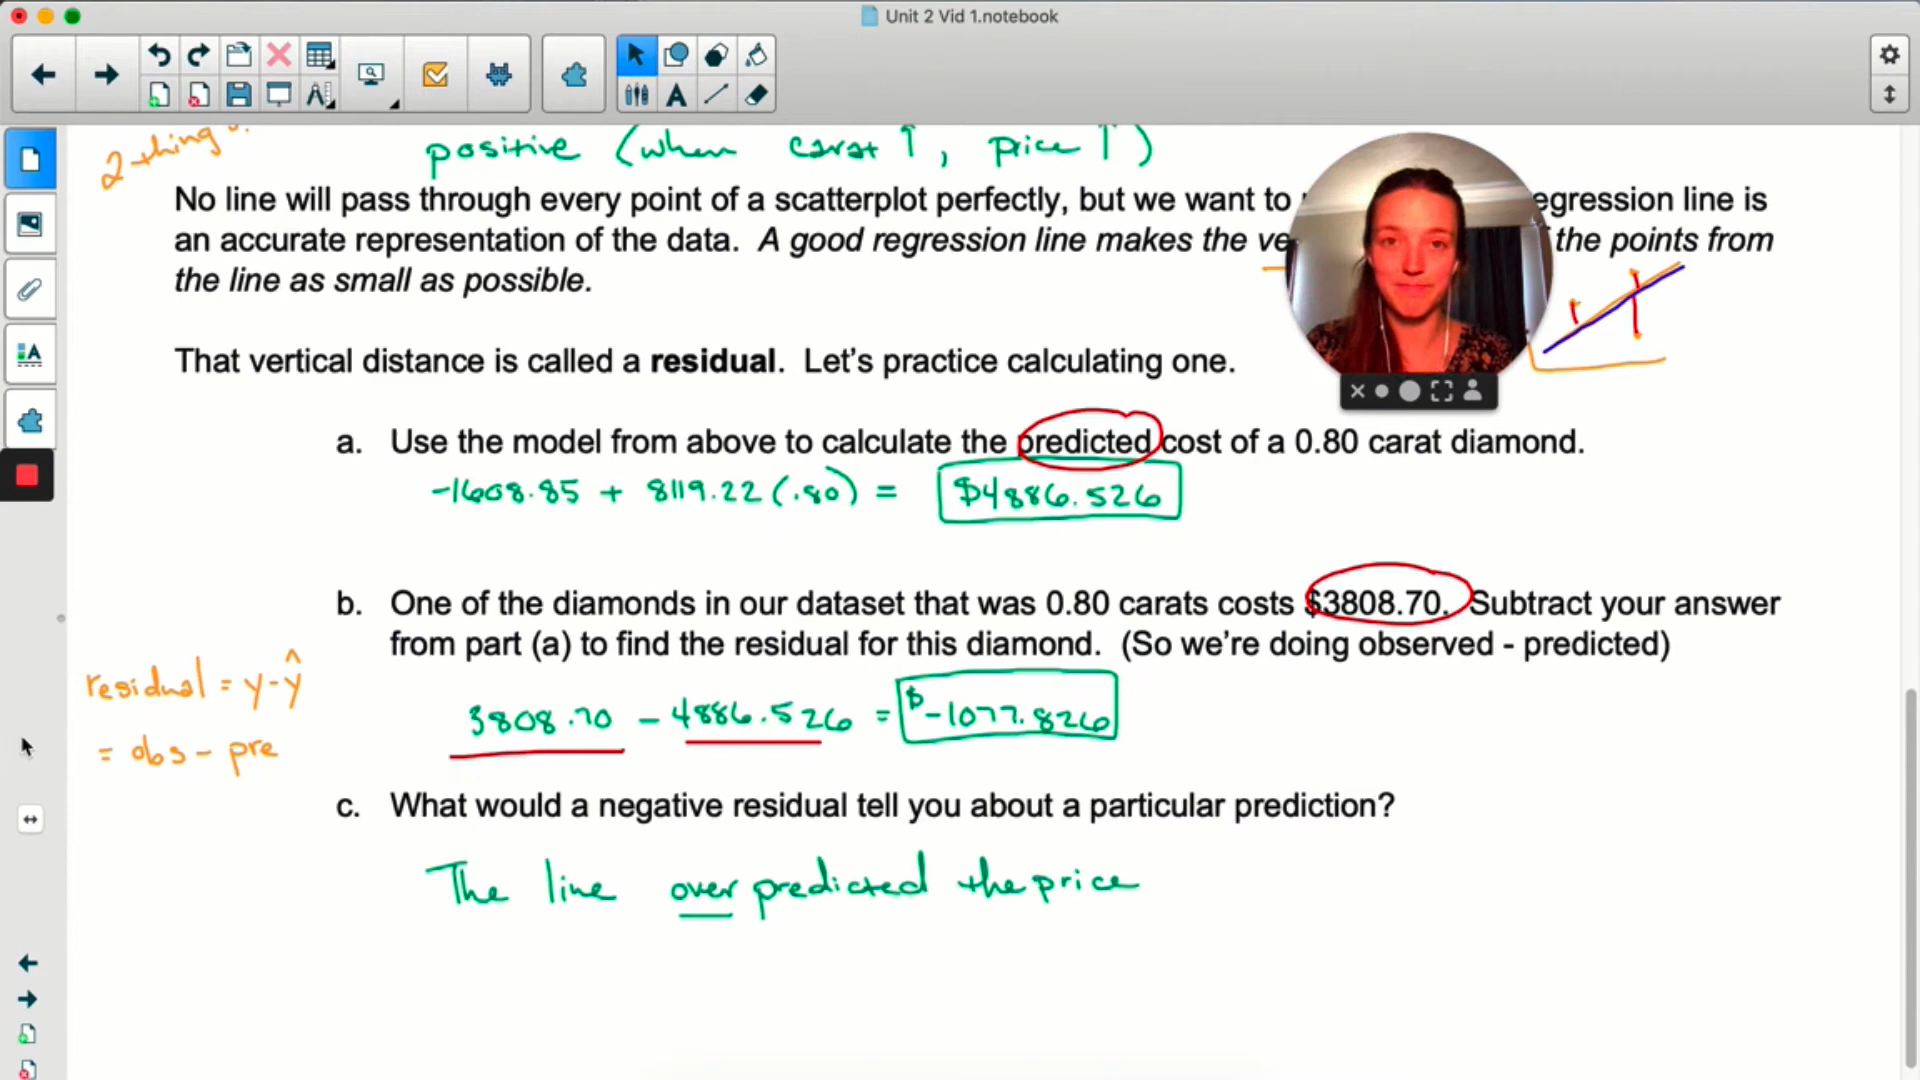 Unit 2 Vid 1.notebook
2 thing
positive (when carat ↑, price ↑)
No line will pass through every point of a scatterplot perfectly, but we want to egression line is
an accurate representation of the data. A good regression line makes the ve the points from
the line as small as possible.
That vertical distance is called a residual. Let's practice calculating one.
a. Use the model from above to calculate the predicted cost of a 0.80 carat diamond.
-1608.85 + 8119.22 (.80) = $4886.526
b. One of the diamonds in our dataset that was 0.80 carats costs $3808.70. Subtract your answer
from part (a) to find the residual for this diamond. (So we're doing observed - predicted)
residual = y - ŷ
3808.70 - 4886.526 = $-1077.826
= obs - pre
c. What would a negative residual tell you about a particular prediction?
The line over predicted the price